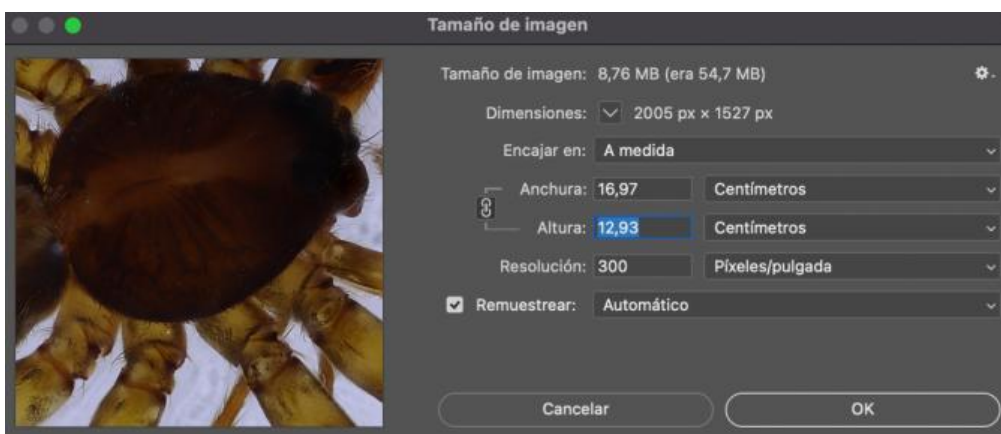 Tamaño de imagen
Tamaño de imagen: 8,76 MB (era 54,7 MB)
Dimensiones: 2005 px × 1527 px
Encajar en: A medida
Anchura: 16,97 Centímetros
Altura: 12,93 Centímetros
Resolución: 300 Píxeles/pulgada
Remuestrear: Automático
Cancelar OK